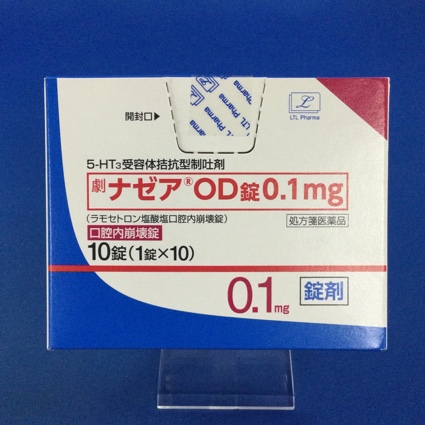 開封口▶
LTL Pharma
LTL Pharma
5-HT₃受容体拮抗型制吐剤
劇 ナゼア®OD錠0.1mg
(ラモセトロン塩酸塩口腔内崩壊錠)
処方箋医薬品
口腔内崩壊錠
10錠(1錠×10)
0.1mg
錠剤